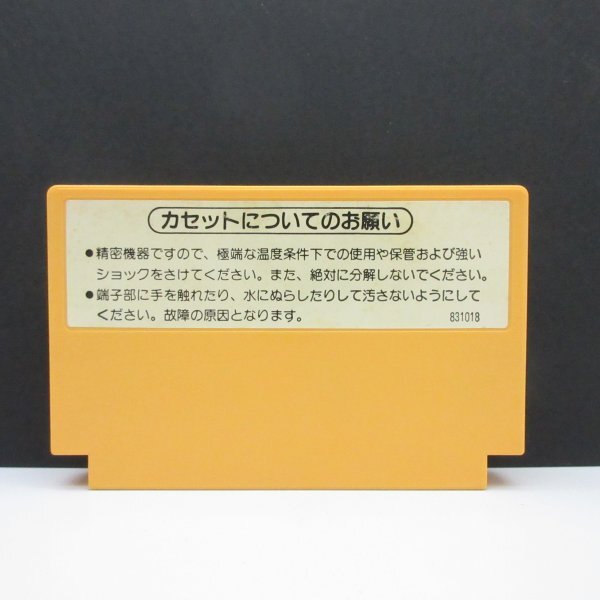 カセットについてのお願い
●精密機器ですので、極端な温度条件下での使用や保管および強い
ショックをさけてください。また、絶対に分解しないでください。
●端子部に手を触れたり、水にぬらしたりして汚さないようにして
ください。故障の原因となります。
831018